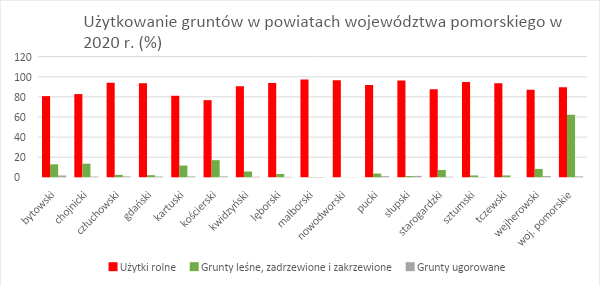 Użytkowanie gruntów w powiatach województwa pomorskiego w
2020 r. (%)
120
100
80
60
40
20
0
bytowski
chojnicki
człuchowski
gdański
kartuski
kościerski
kwidzyński
lęborski
malborski
nowodworski
pucki
słupski
starogardzki
sztumski
tczewski
wejherowski
woj. pomorskie
Użytki rolne Grunty leśne, zadrzewione i zakrzewione Grunty ugorowane